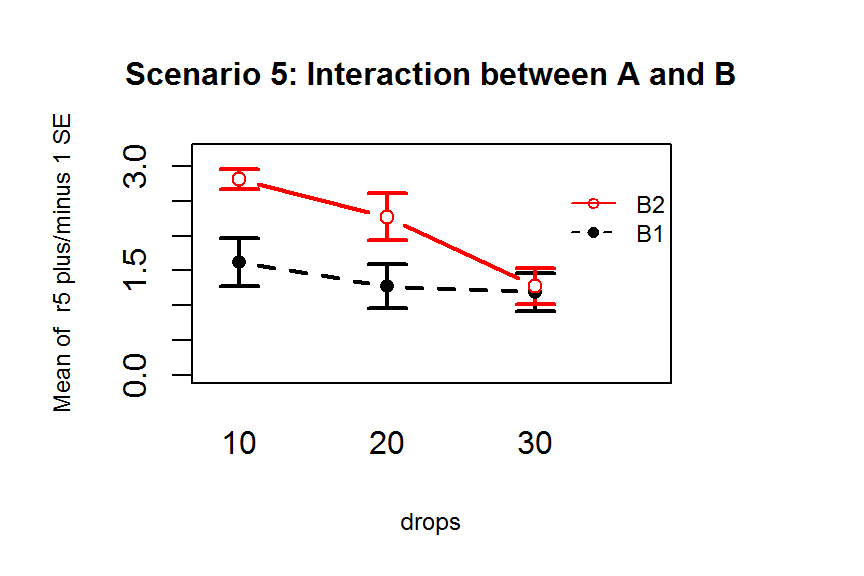 Scenario 5: Interaction between A and B
Mean of  r5 plus/minus 1 SE
3.0
1.5
0.0
B2
B1
10 20 30
drops